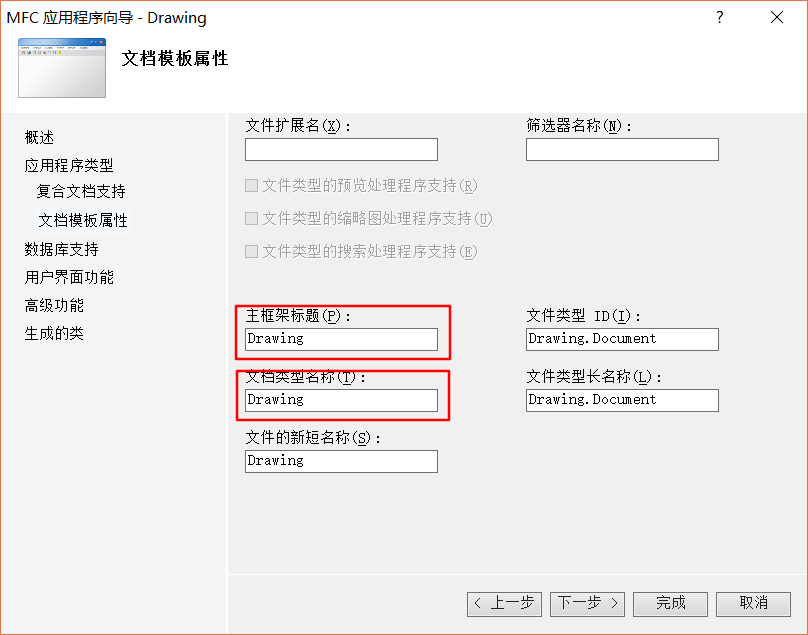 MFC 应用程序向导 - Drawing
?
文档模板属性
概述
应用程序类型
复合文档支持
文档模板属性
数据库支持
用户界面功能
高级功能
生成的类
文件扩展名(X):
筛选器名称(N):
文件类型的预览处理程序支持(R)
文件类型的缩略图处理程序支持(U)
文件类型的搜索处理程序支持(E)
主框架标题(P):
Drawing
文件类型 ID(I):
Drawing.Document
文档类型名称(T):
Drawing
文件类型长名称(L):
Drawing.Document
文件的新短名称(S):
Drawing
< 上一步
下一步 >
完成
取消